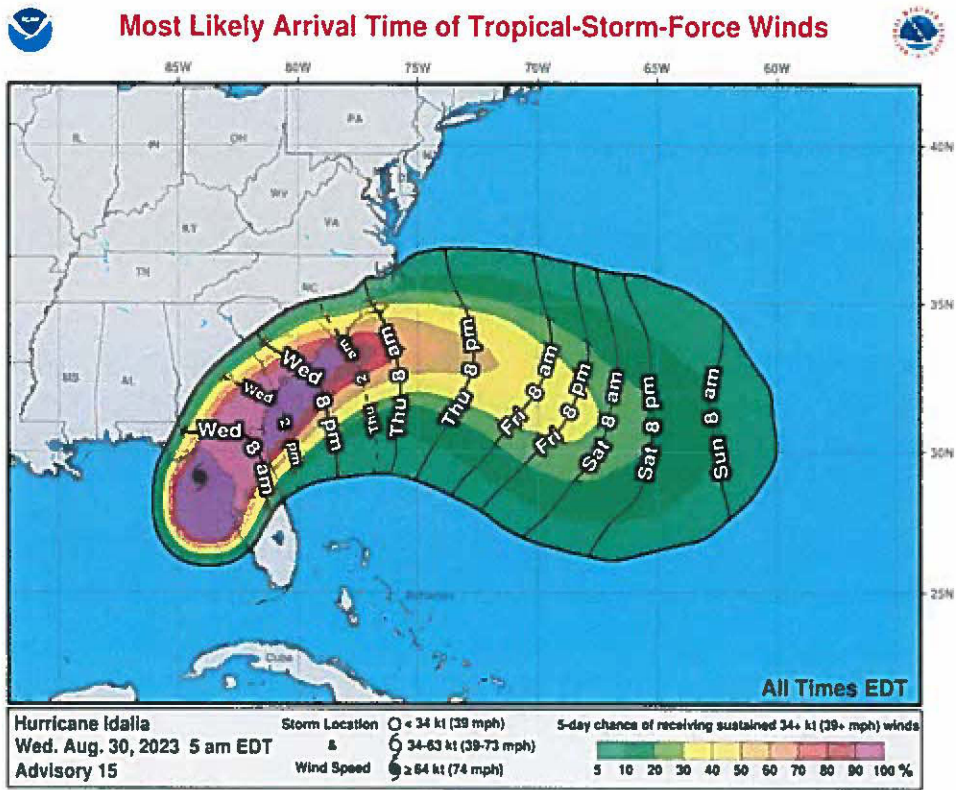 Most Likely Arrival Time of Tropical-Storm-Force Winds
85W 80W 75W 70W 65W 60W
PA
IL IN OH
NJ
40N
WV
KY VA
TN
NC
35N
MS AL
Wed 8 am
Wed 2 pm
Wed 8 pm
Thu 2 am
Thu 8 am
Thu 8 pm
Fri 8 am
Fri 8 pm
Sat 8 am
Sat 8 pm
Sun 8 am
30N
25N
Bahamas
Cuba
All Times EDT
Hurricane Idalia
Wed. Aug. 30, 2023 5 am EDT
Advisory 15
Storm Location
&
Wind Speed
< 34 kt (39 mph)
34-63 kt (39-73 mph)
≥ 64 kt (74 mph)
5-day chance of receiving sustained 34+ kt (39+ mph) winds
5 10 20 30 40 50 60 70 80 90 100 %